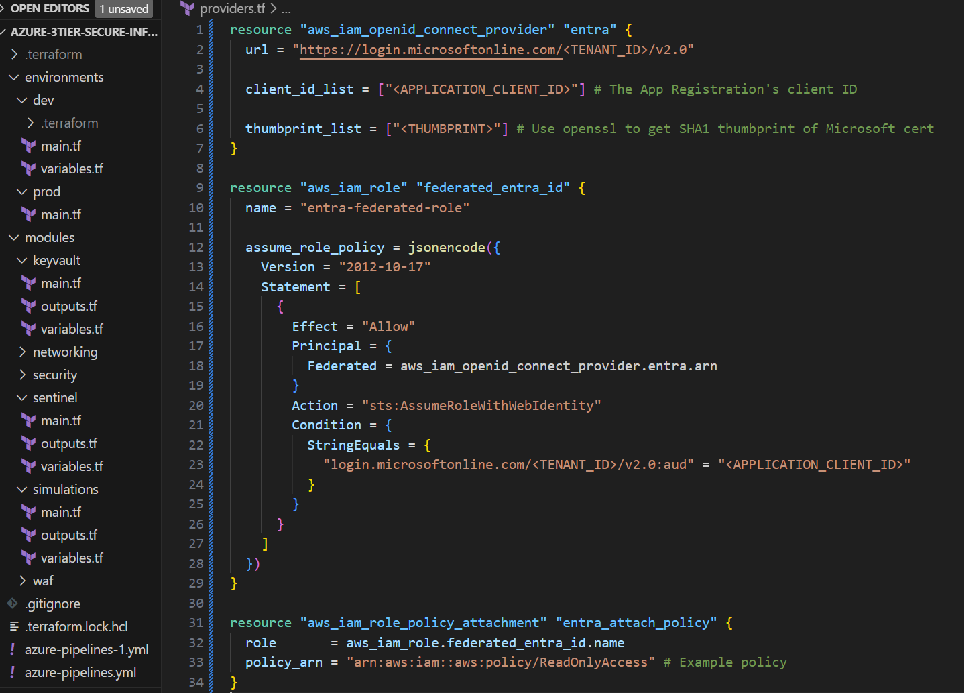 OPEN EDITORS 1 unsaved
AZURE-3TIER-SECURE-INF...
.terraform
environments
dev
.terraform
main.tf
variables.tf
prod
main.tf
modules
keyvault
main.tf
outputs.tf
variables.tf
networking
security
sentinel
main.tf
outputs.tf
variables.tf
simulations
main.tf
outputs.tf
variables.tf
waf
.gitignore
.terraform.lock.hcl
! azure-pipelines-1.yml
! azure-pipelines.yml
providers.tf > ...
1 resource "aws_iam_openid_connect_provider" "entra" {
2   url = "https://login.microsoftonline.com/<TENANT_ID>/v2.0"
3
4   client_id_list = ["<APPLICATION_CLIENT_ID>"] # The App Registration's client ID
5
6   thumbprint_list = ["<THUMBPRINT>"] # Use openssl to get SHA1 thumbprint of Microsoft cert
7 }
8
9 resource "aws_iam_role" "federated_entra_id" {
10   name = "entra-federated-role"
11
12   assume_role_policy = jsonencode({
13     Version = "2012-10-17"
14     Statement = [
15       {
16         Effect = "Allow"
17         Principal = {
18           Federated = aws_iam_openid_connect_provider.entra.arn
19         }
20         Action = "sts:AssumeRoleWithWebIdentity"
21         Condition = {
22           StringEquals = {
23             "login.microsoftonline.com/<TENANT_ID>/v2.0:aud" = "<APPLICATION_CLIENT_ID>"
24           }
25         }
26       }
27     ]
28   })
29 }
30
31 resource "aws_iam_role_policy_attachment" "entra_attach_policy" {
32   role       = aws_iam_role.federated_entra_id.name
33   policy_arn = "arn:aws:iam::aws:policy/ReadOnlyAccess" # Example policy
34 }